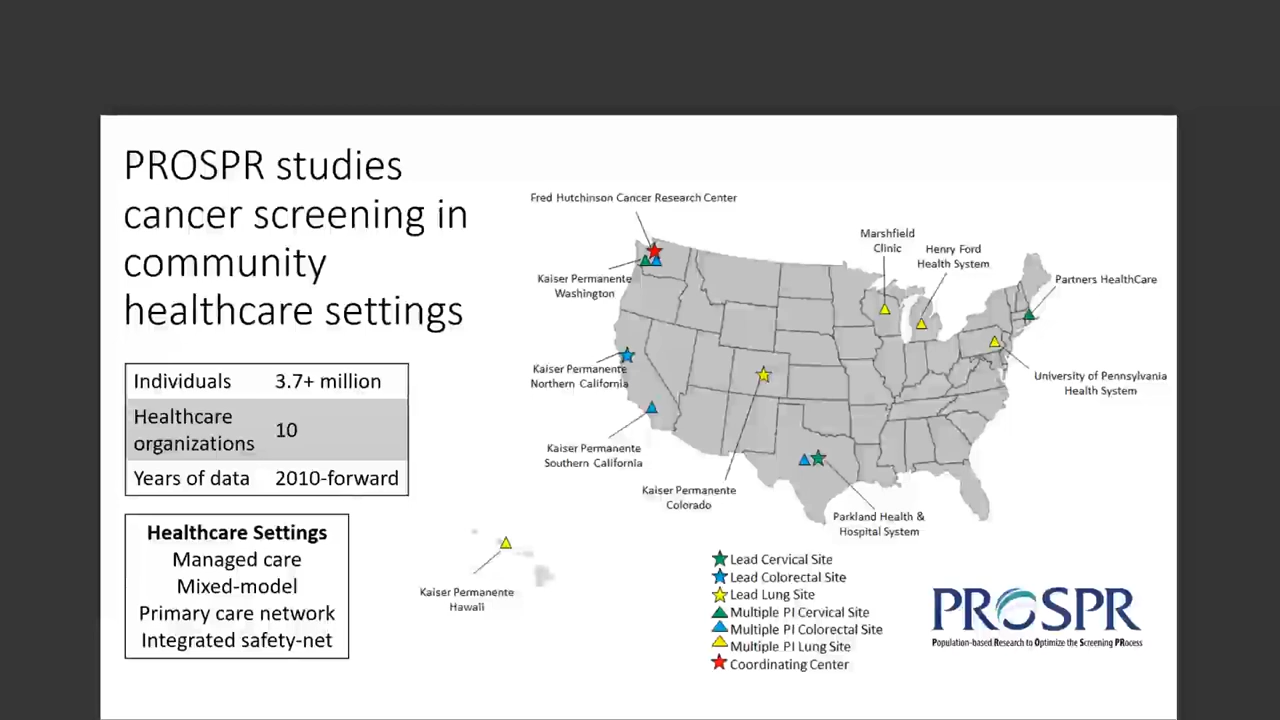 PROSPR studies
cancer screening in
community
healthcare settings
Individuals 3.7+ million
Healthcare
organizations 10
Years of data 2010-forward
Healthcare Settings
Managed care
Mixed-model
Primary care network
Integrated safety-net
Fred Hutchinson Cancer Research Center
Kaiser Permanente
Washington
Kaiser Permanente
Northern California
Kaiser Permanente
Southern California
Kaiser Permanente
Colorado
Kaiser Permanente
Hawaii
Marshfield
Clinic
Henry Ford
Health System
Partners HealthCare
University of Pennsylvania
Health System
Parkland Health &
Hospital System
Lead Cervical Site
Lead Colorectal Site
Lead Lung Site
Multiple PI Cervical Site
Multiple PI Colorectal Site
Multiple PI Lung Site
Coordinating Center
PROSPR
Population-based Research to Optimize the Screening PRocess